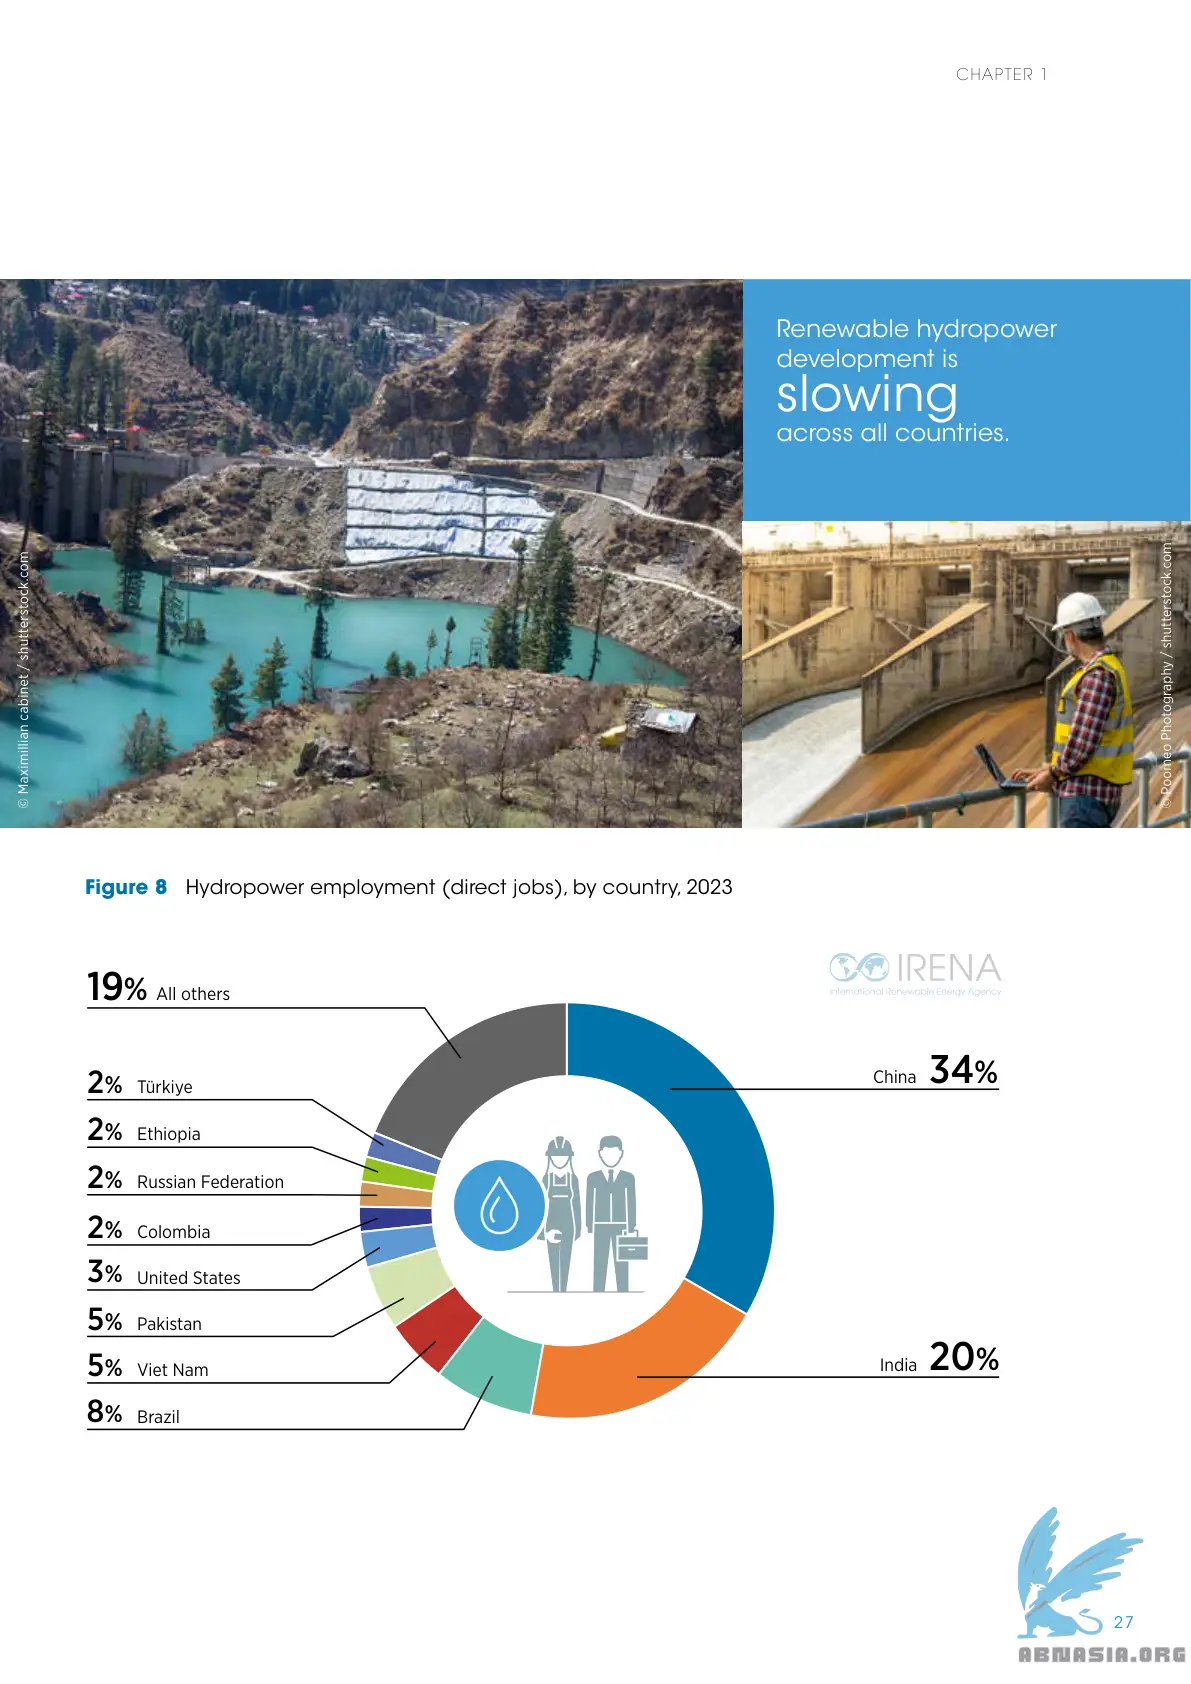 CHAPTER 1
Renewable hydropower
development is
slowing
across all countries.
© Maximillian cabinet / shutterstock.com
© Poomeo Photography / shutterstock.com
Figure 8 Hydropower employment (direct jobs), by country, 2023
IRENA
International Renewable Energy Agency
19% All others
2% Türkiye
2% Ethiopia
2% Russian Federation
2% Colombia
3% United States
5% Pakistan
5% Viet Nam
8% Brazil
China 34%
India 20%
27
ABNASIA.ORG